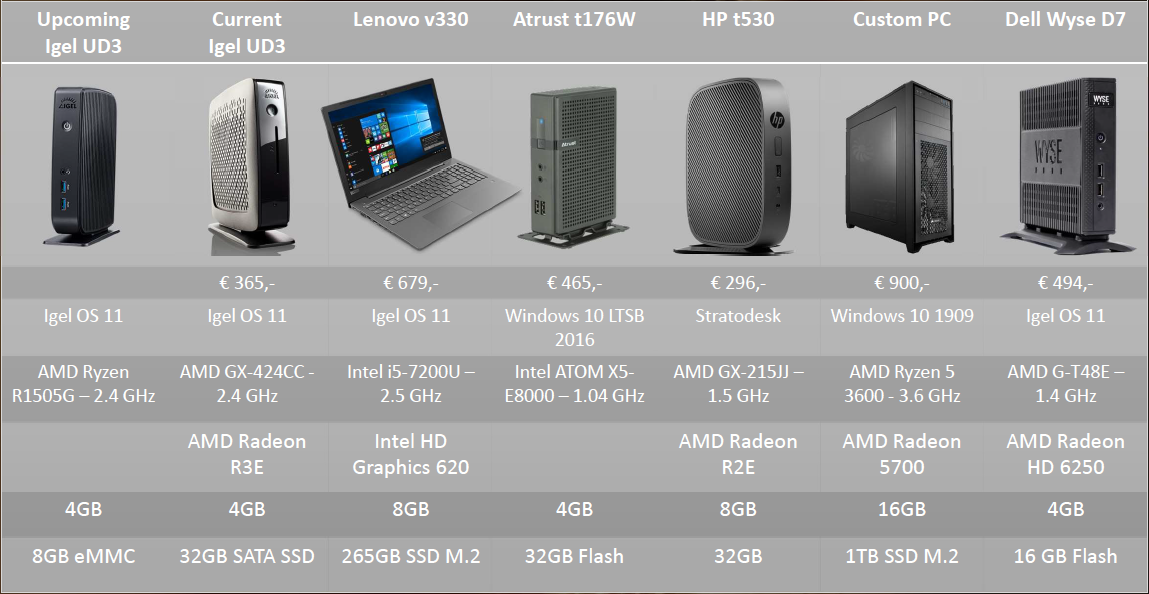 Upcoming
Igel UD3
Current
Igel UD3
Lenovo v330
Atrust t176W
HP t530
Custom PC
Dell Wyse D7
IGEL
IGEL
Atrust
hp
WYSE
WYSE
€ 365,-
€ 679,-
€ 465,-
€ 296,-
€ 900,-
€ 494,-
Igel OS 11
Igel OS 11
Igel OS 11
Windows 10 LTSB
2016
Stratodesk
Windows 10 1909
Igel OS 11
AMD Ryzen
R1505G – 2.4 GHz
AMD GX-424CC -
2.4 GHz
Intel i5-7200U –
2.5 GHz
Intel ATOM X5-
E8000 – 1.04 GHz
AMD GX-215JJ –
1.5 GHz
AMD Ryzen 5
3600 - 3.6 GHz
AMD G-T48E –
1.4 GHz
AMD Radeon
R3E
Intel HD
Graphics 620
AMD Radeon
R2E
AMD Radeon
5700
AMD Radeon
HD 6250
4GB
4GB
8GB
4GB
8GB
16GB
4GB
8GB eMMC
32GB SATA SSD
265GB SSD M.2
32GB Flash
32GB
1TB SSD M.2
16 GB Flash